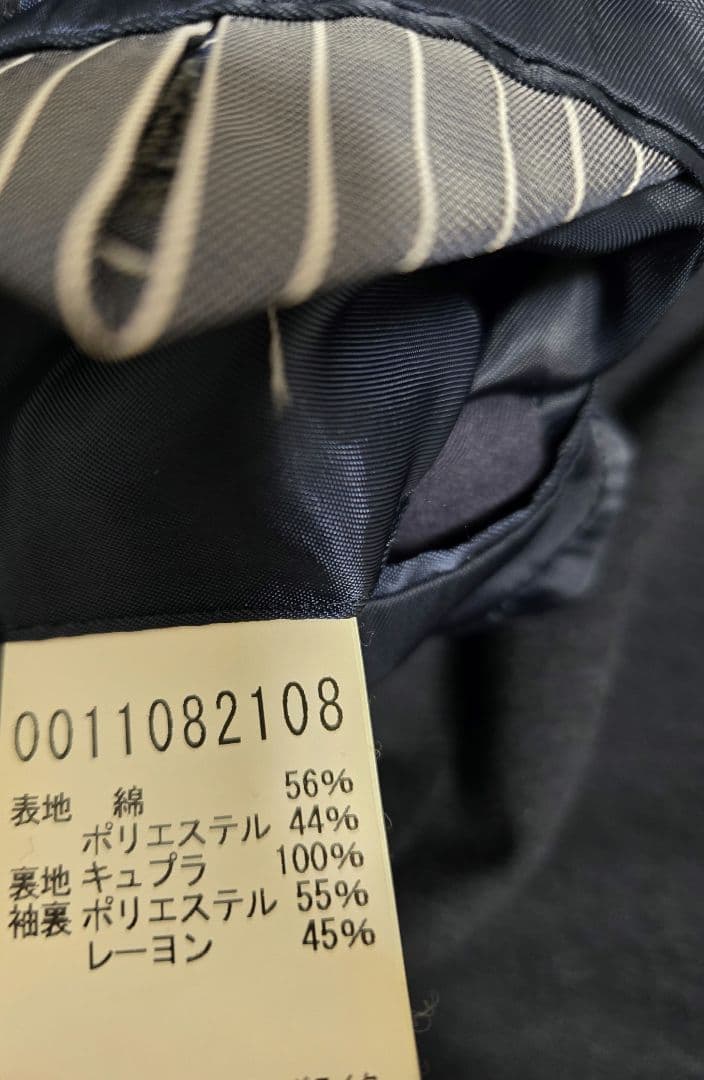 0011082108
表地 綿 56%
ポリエステル 44%
裏地 キュプラ 100%
袖裏 ポリエステル 55%
レーヨン 45%